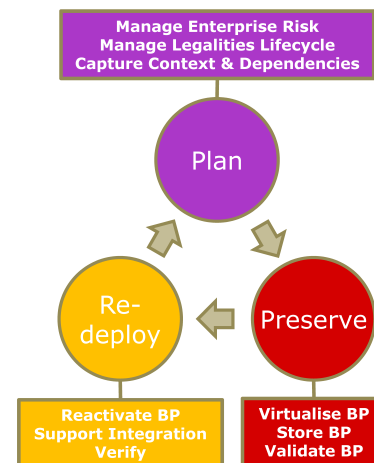 Manage Enterprise Risk
Manage Legalities Lifecycle
Capture Context & Dependencies
Plan
Re-
deploy
Preserve
Reactivate BP
Support Integration
Verify
Virtualise BP
Store BP
Validate BP